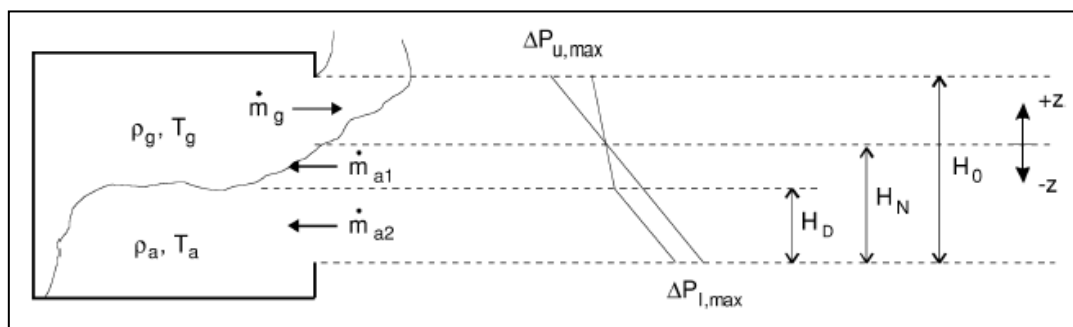 ΔP_u,max
ṁ_g
ρ_g, T_g
ṁ_a1
ρ_a, T_a
ṁ_a2
H_D
H_N
H_0
+z
-z
ΔP_l,max